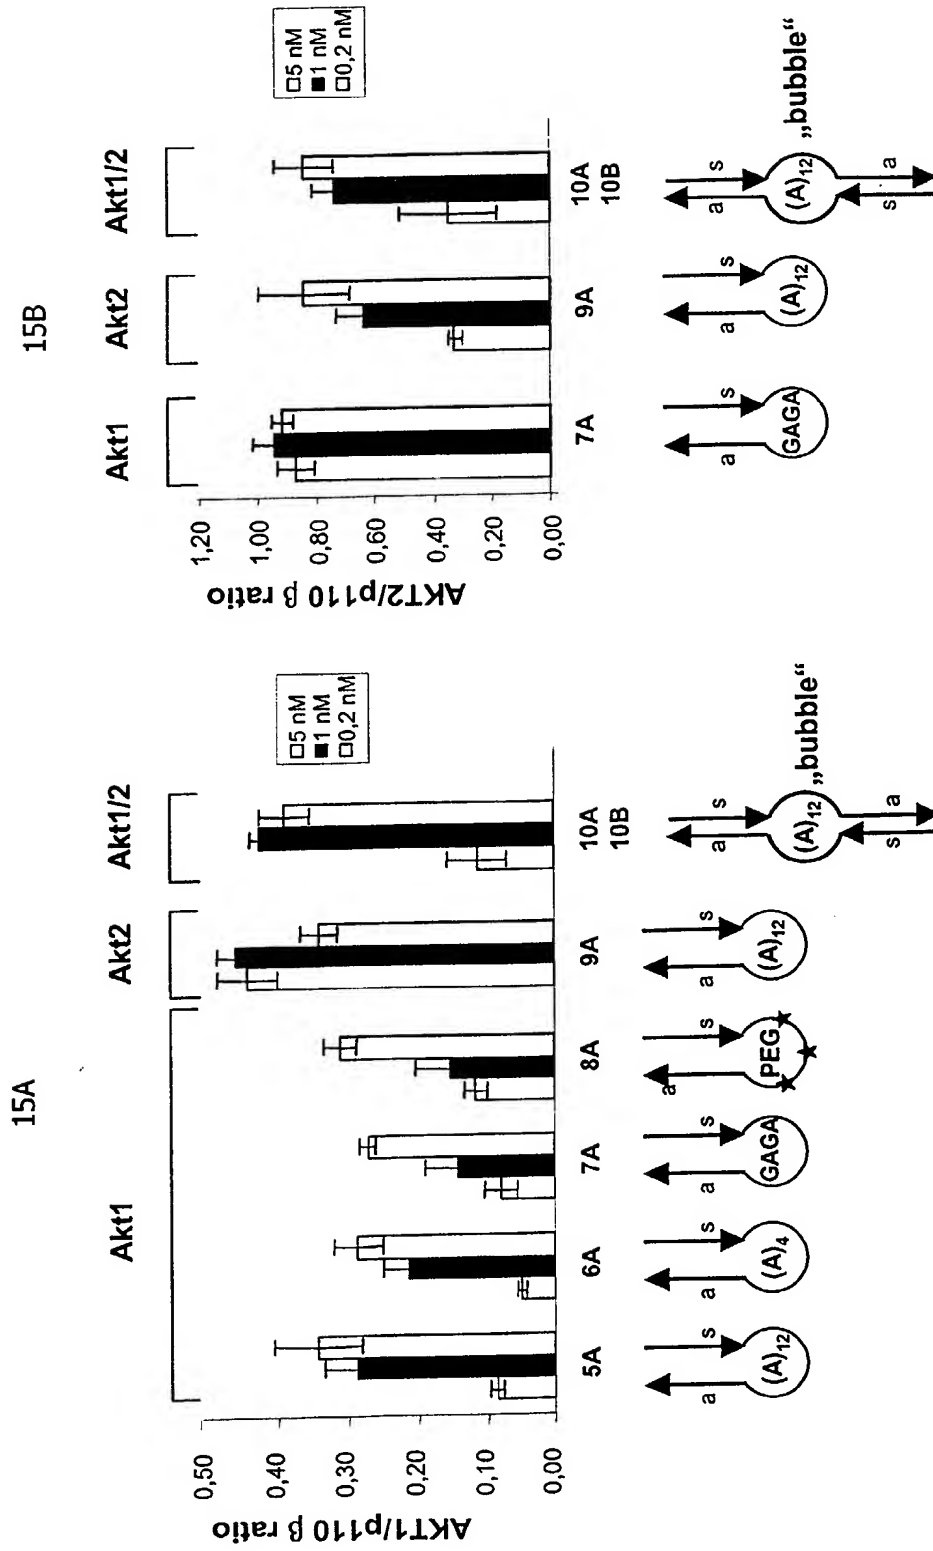 15A
Akt1
Akt2
Akt1/2
AKT1/p110 β ratio
0,50
0,40
0,30
0,20
0,10
0,00
□5 nM
■1 nM
□0,2 nM
5A
6A
7A
8A
9A
10A
10B
a
s
(A)12
a
s
(A)4
a
s
GAGA
a
s
PEG
a
s
(A)12
a
s
(A)12
s
a
„bubble“
15B
Akt1
Akt2
Akt1/2
AKT2/p110 β ratio
1,20
1,00
0,80
0,60
0,40
0,20
0,00
□5 nM
■1 nM
□0,2 nM
7A
9A
10A
10B
a
s
GAGA
a
s
(A)12
a
s
(A)12
s
a
„bubble“